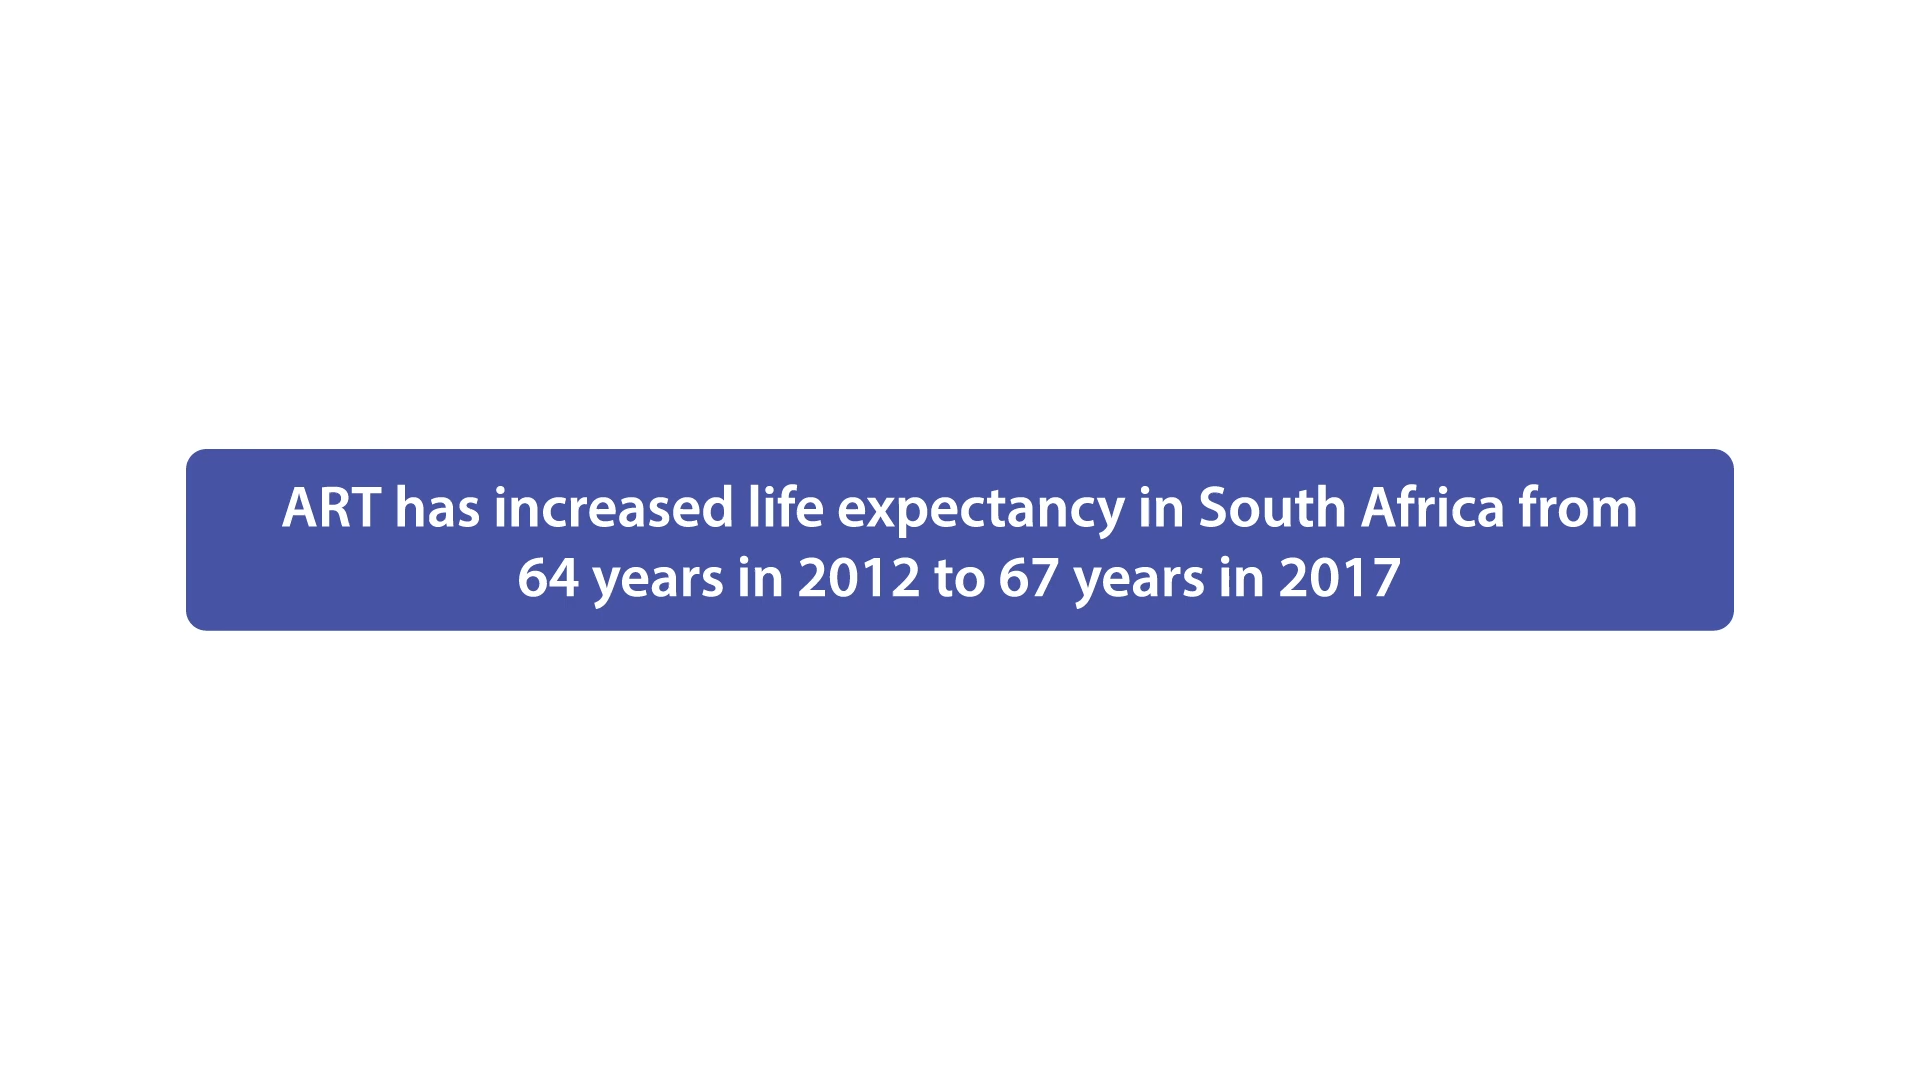 ART has increased life expectancy in South Africa from
64 years in 2012 to 67 years in 2017